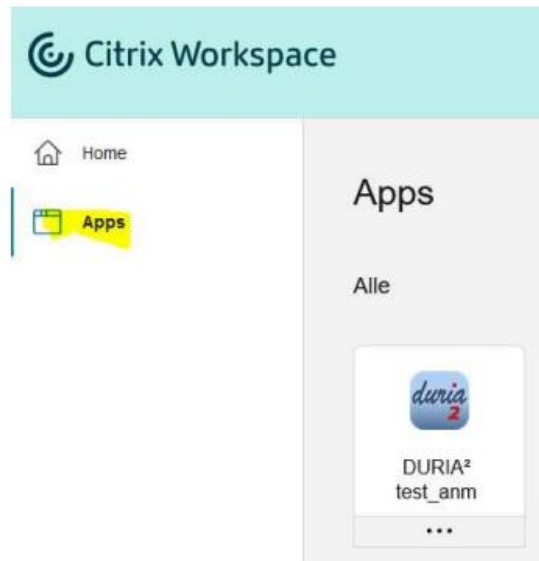 Citrix Workspace
Home
Apps
Apps
Alle
duria
2
DURIA²
test_anm